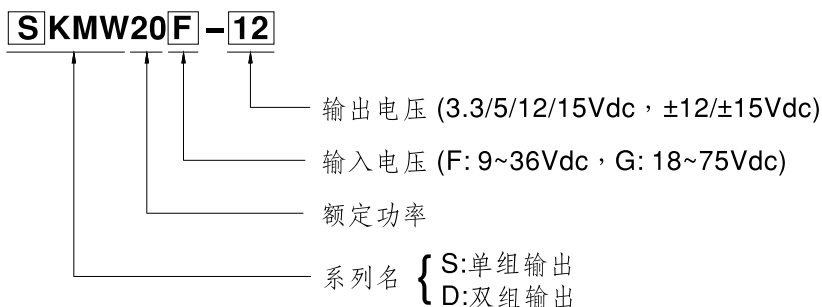 SKMW20F-12
输出电压 (3.3/5/12/15Vdc，±12/±15Vdc)
输入电压 (F: 9~36Vdc，G: 18~75Vdc)
额定功率
系列名 { S:单组输出
D:双组输出